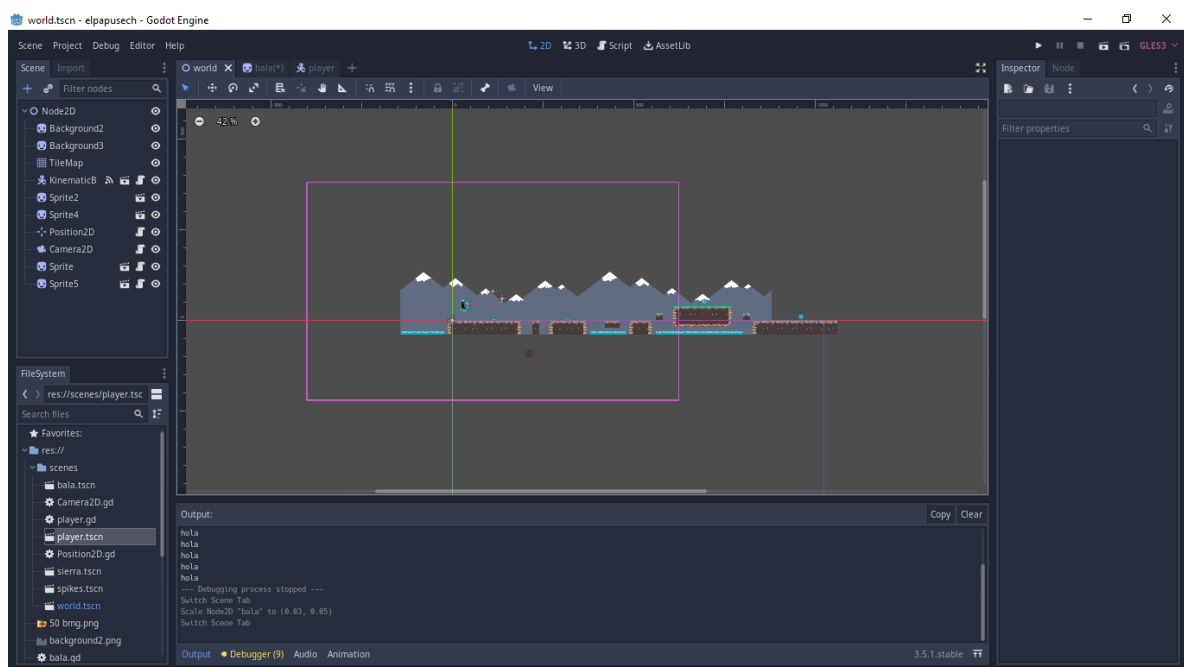 world.tscn - elpapusech - Godot Engine
Scene Project Debug Editor Help
2D 3D Script AssetLib
GLES3
Scene Import
world bala(*) player
Inspector Node
Filter nodes
View
Node2D
Background2
Background3
TileMap
KinematicB
Sprite2
Sprite4
Position2D
Camera2D
Sprite
Sprite5
42 %
Filter properties
FileSystem
res://scenes/player.tsc
Search files
Favorites:
res://
scenes
bala.tscn
Camera2D.gd
player.gd
player.tscn
Position2D.gd
sierra.tscn
spikes.tscn
world.tscn
50 bmg.png
background2.png
bala.gd
Output:
Copy Clear
hola
hola
hola
hola
hola
--- Debugging process stopped ---
Switch Scene Tab
Scale Node2D "bala" to (0.03, 0.05)
Switch Scene Tab
Output Debugger (9) Audio Animation
3.5.1.stable